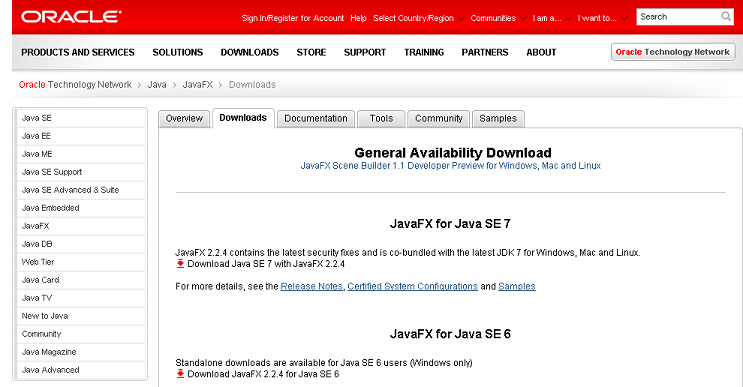 ORACLE
Sign In/Register for Account Help Select Country/Region Communities I am a... I want to... Search
PRODUCTS AND SERVICES SOLUTIONS DOWNLOADS STORE SUPPORT TRAINING PARTNERS ABOUT Oracle Technology Network
Oracle Technology Network > Java > JavaFX > Downloads
Java SE
Java EE
Java ME
Java SE Support
Java SE Advanced & Suite
Java Embedded
JavaFX
Java DB
Web Tier
Java Card
Java TV
New to Java
Community
Java Magazine
Java Advanced
Overview Downloads Documentation Tools Community Samples
General Availability Download
JavaFX Scene Builder 1.1 Developer Preview for Windows, Mac and Linux
JavaFX for Java SE 7
JavaFX 2.2.4 contains the latest security fixes and is co-bundled with the latest JDK 7 for Windows, Mac and Linux.
Download Java SE 7 with JavaFX 2.2.4
For more details, see the Release Notes, Certified System Configurations and Samples
JavaFX for Java SE 6
Standalone downloads are available for Java SE 6 users (Windows only)
Download JavaFX 2.2.4 for Java SE 6